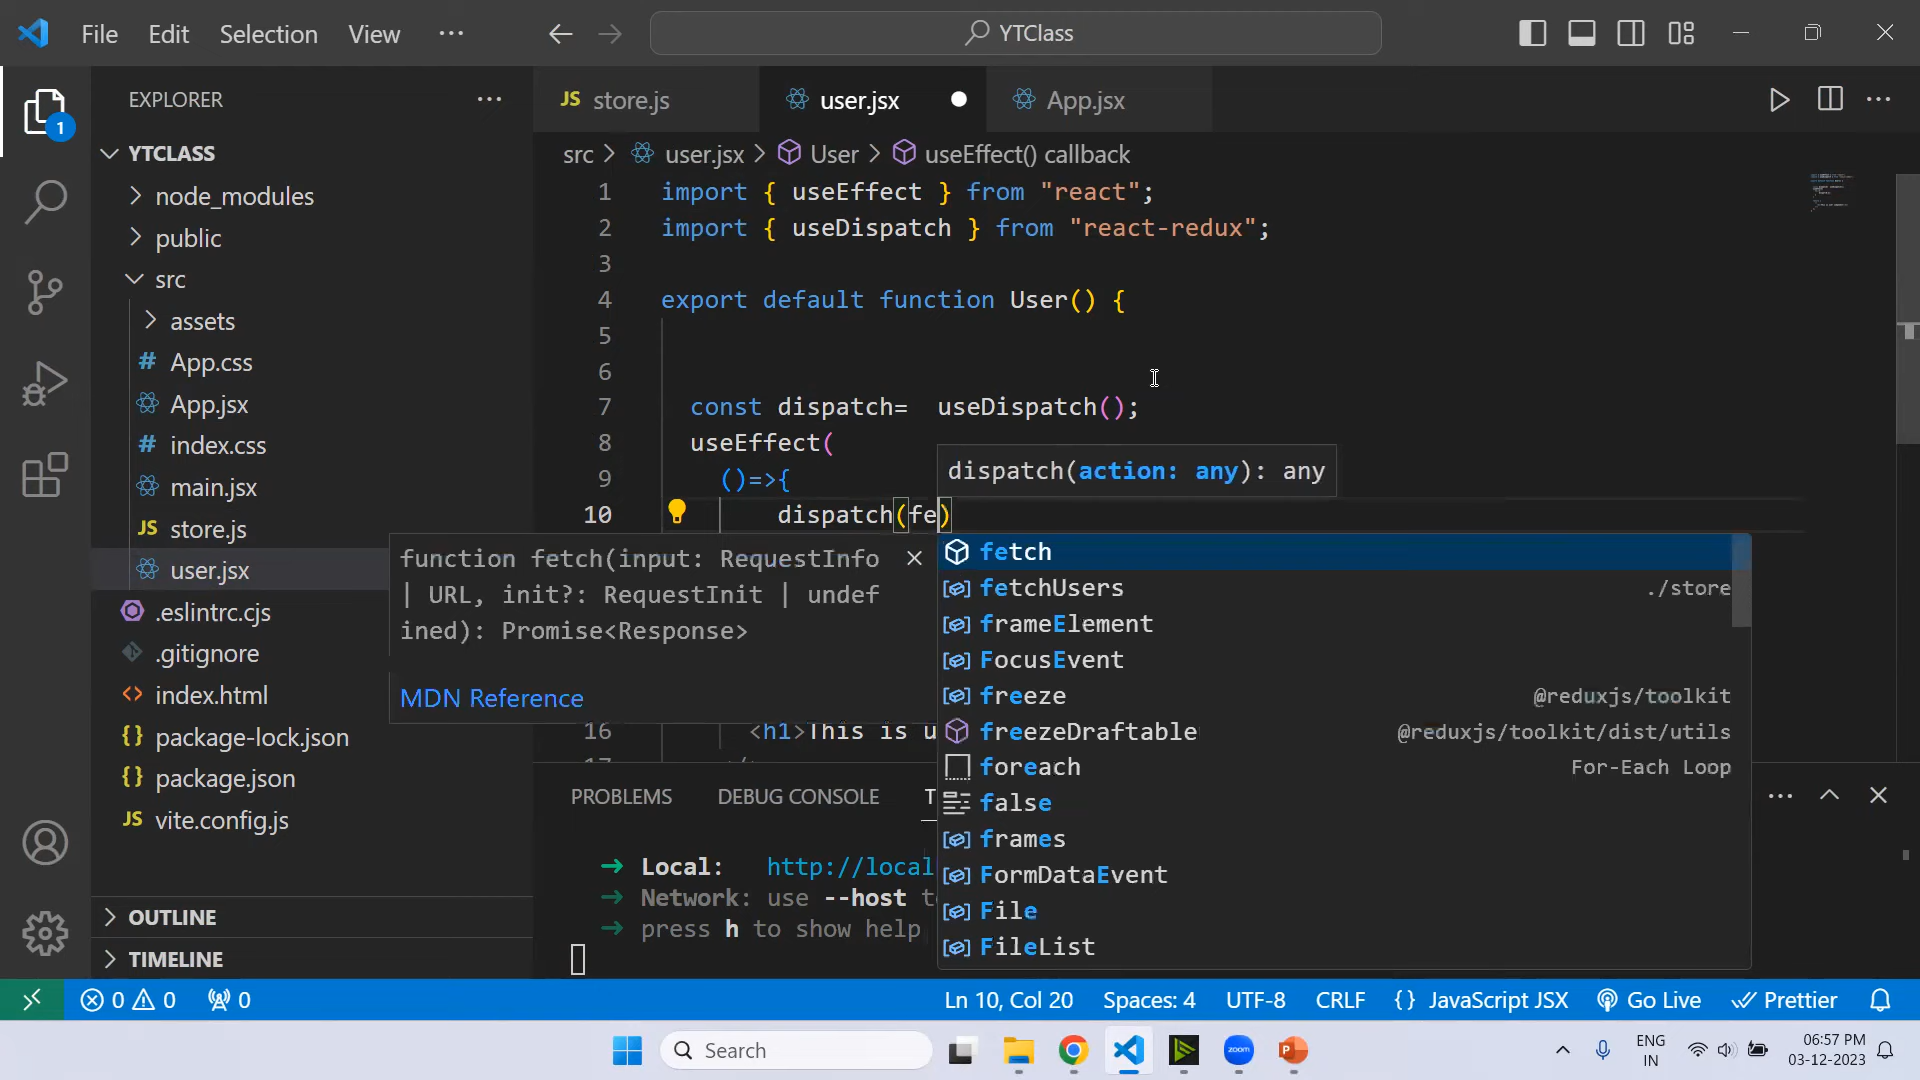 File Edit Selection View ··· YTClass
EXPLORER ···
1
YTCLASS
node_modules
public
src
assets
# App.css
App.jsx
# index.css
main.jsx
JS store.js
user.jsx
.eslintrc.cjs
.gitignore
<> index.html
{} package-lock.json
{} package.json
JS vite.config.js
OUTLINE
TIMELINE
JS store.js user.jsx App.jsx ···
src > user.jsx > User > useEffect() callback
1 import { useEffect } from "react";
2 import { useDispatch } from "react-redux";
3
4 export default function User() {
5
6
7 const dispatch= useDispatch();
8 useEffect(
9 ()=>{
dispatch(action: any): any
10 dispatch(fe)
function fetch(input: RequestInfo
| URL, init?: RequestInit | undef
ined): Promise<Response>
MDN Reference
fetch
fetchUsers ./store
frameElement
FocusEvent
freeze @reduxjs/toolkit
freezeDraftable @reduxjs/toolkit/dist/utils
foreach For-Each Loop
false
frames
FormDataEvent
File
FileList
16 <h1>This is u
17 </
PROBLEMS DEBUG CONSOLE T ···
➜ Local: http://local
➜ Network: use --host t
➜ press h to show help
0 0 0 Ln 10, Col 20 Spaces: 4 UTF-8 CRLF {} JavaScript JSX Go Live Prettier
Search zoom P ENG
IN 06:57 PM
03-12-2023